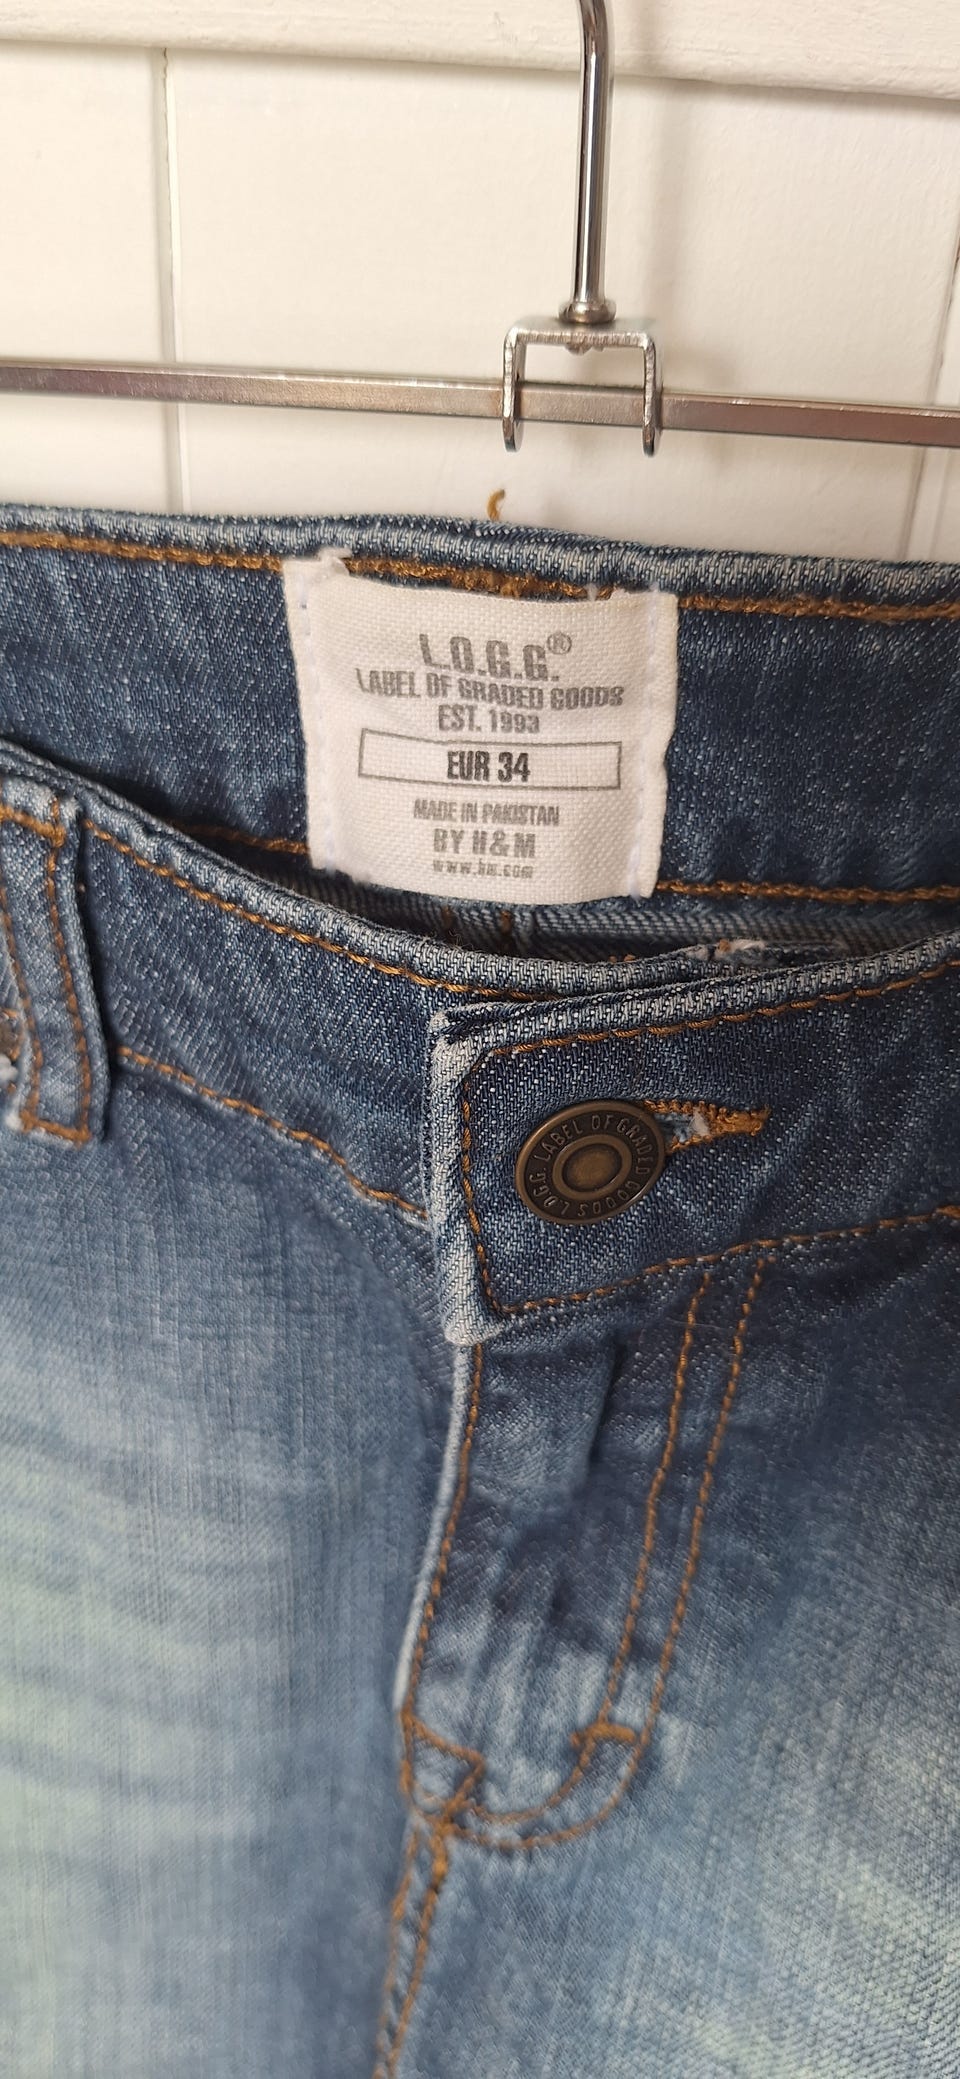 L.O.G.G.®
LABEL OF GRADED GOODS
EST. 1993
EUR 34
MADE IN PAKISTAN
BY H&M
www.hm.com
L.O.G.G. LABEL OF GRADED GOODS